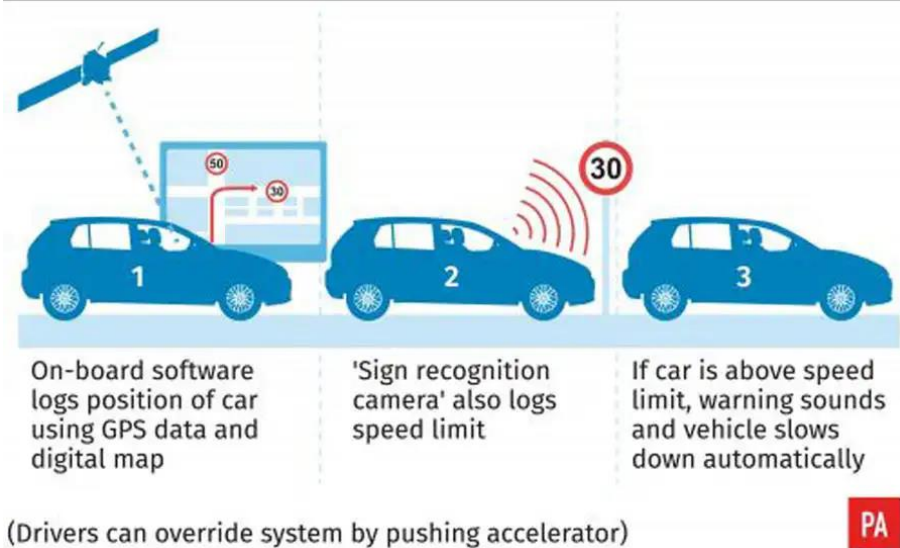 50
30
30
1
2
3
On-board software
logs position of car
using GPS data and
digital map
'Sign recognition
camera' also logs
speed limit
If car is above speed
limit, warning sounds
and vehicle slows
down automatically
(Drivers can override system by pushing accelerator)
PA